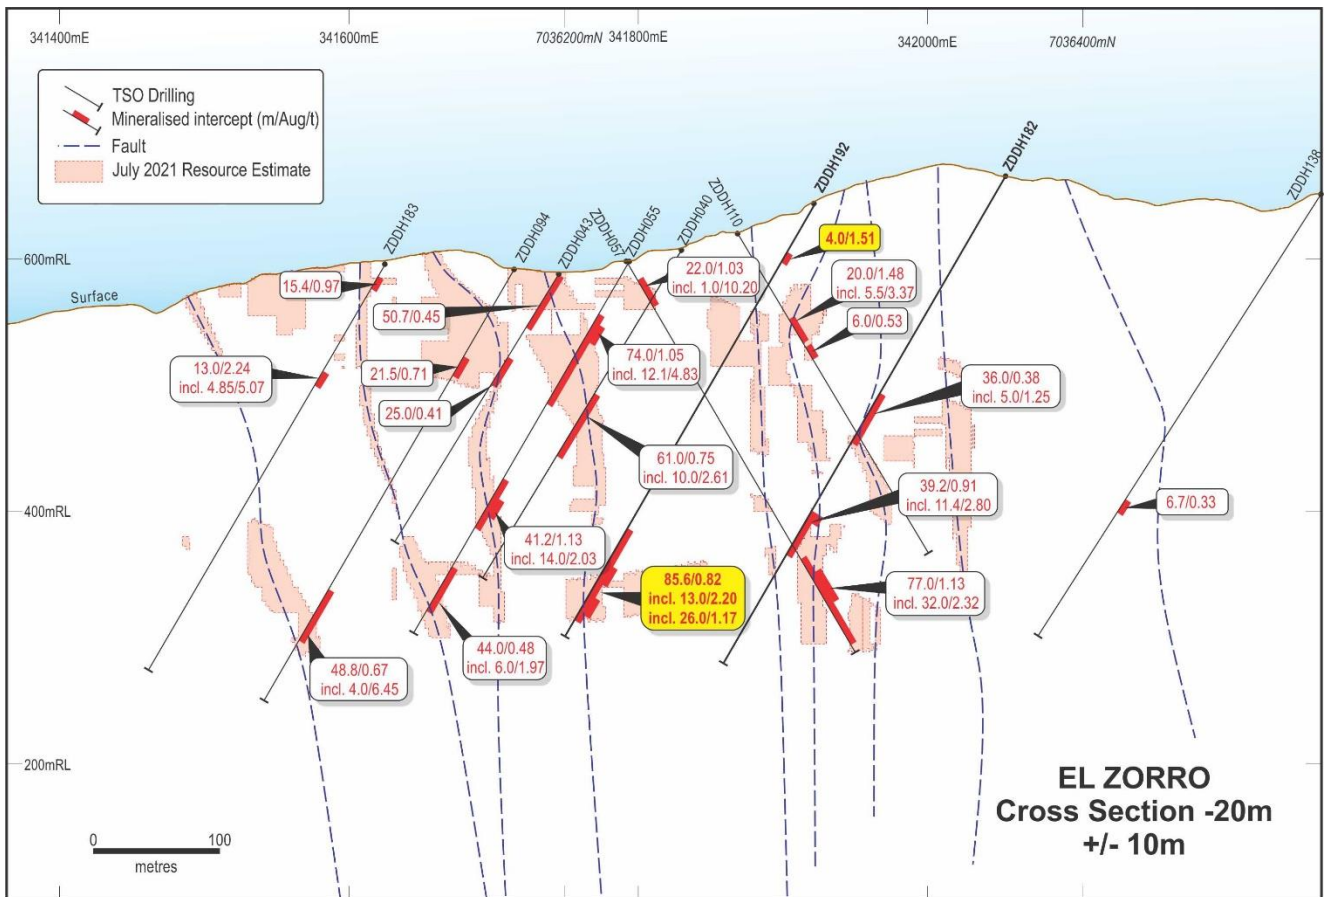 341400mE
341600mE
7036200mN
341800mE
342000mE
7036400mN
TSO Drilling
Mineralised intercept (m/Aug/t)
Fault
July 2021 Resource Estimate
ZDDH183
ZDDH094
ZDDH043
ZDDH057
ZDDH055
ZDDH040
ZDDH110
ZDDH192
ZDDH182
ZDDH138
600mRL
Surface
15.4/0.97
50.7/0.45
22.0/1.03
incl. 1.0/10.20
4.0/1.51
20.0/1.48
incl. 5.5/3.37
6.0/0.53
13.0/2.24
incl. 4.85/5.07
21.5/0.71
25.0/0.41
74.0/1.05
incl. 12.1/4.83
36.0/0.38
incl. 5.0/1.25
61.0/0.75
incl. 10.0/2.61
39.2/0.91
incl. 11.4/2.80
6.7/0.33
400mRL
41.2/1.13
incl. 14.0/2.03
85.6/0.82
incl. 13.0/2.20
incl. 26.0/1.17
77.0/1.13
incl. 32.0/2.32
48.8/0.67
incl. 4.0/6.45
44.0/0.48
incl. 6.0/1.97
200mRL
EL ZORRO
Cross Section -20m
+/- 10m
0 100
metres